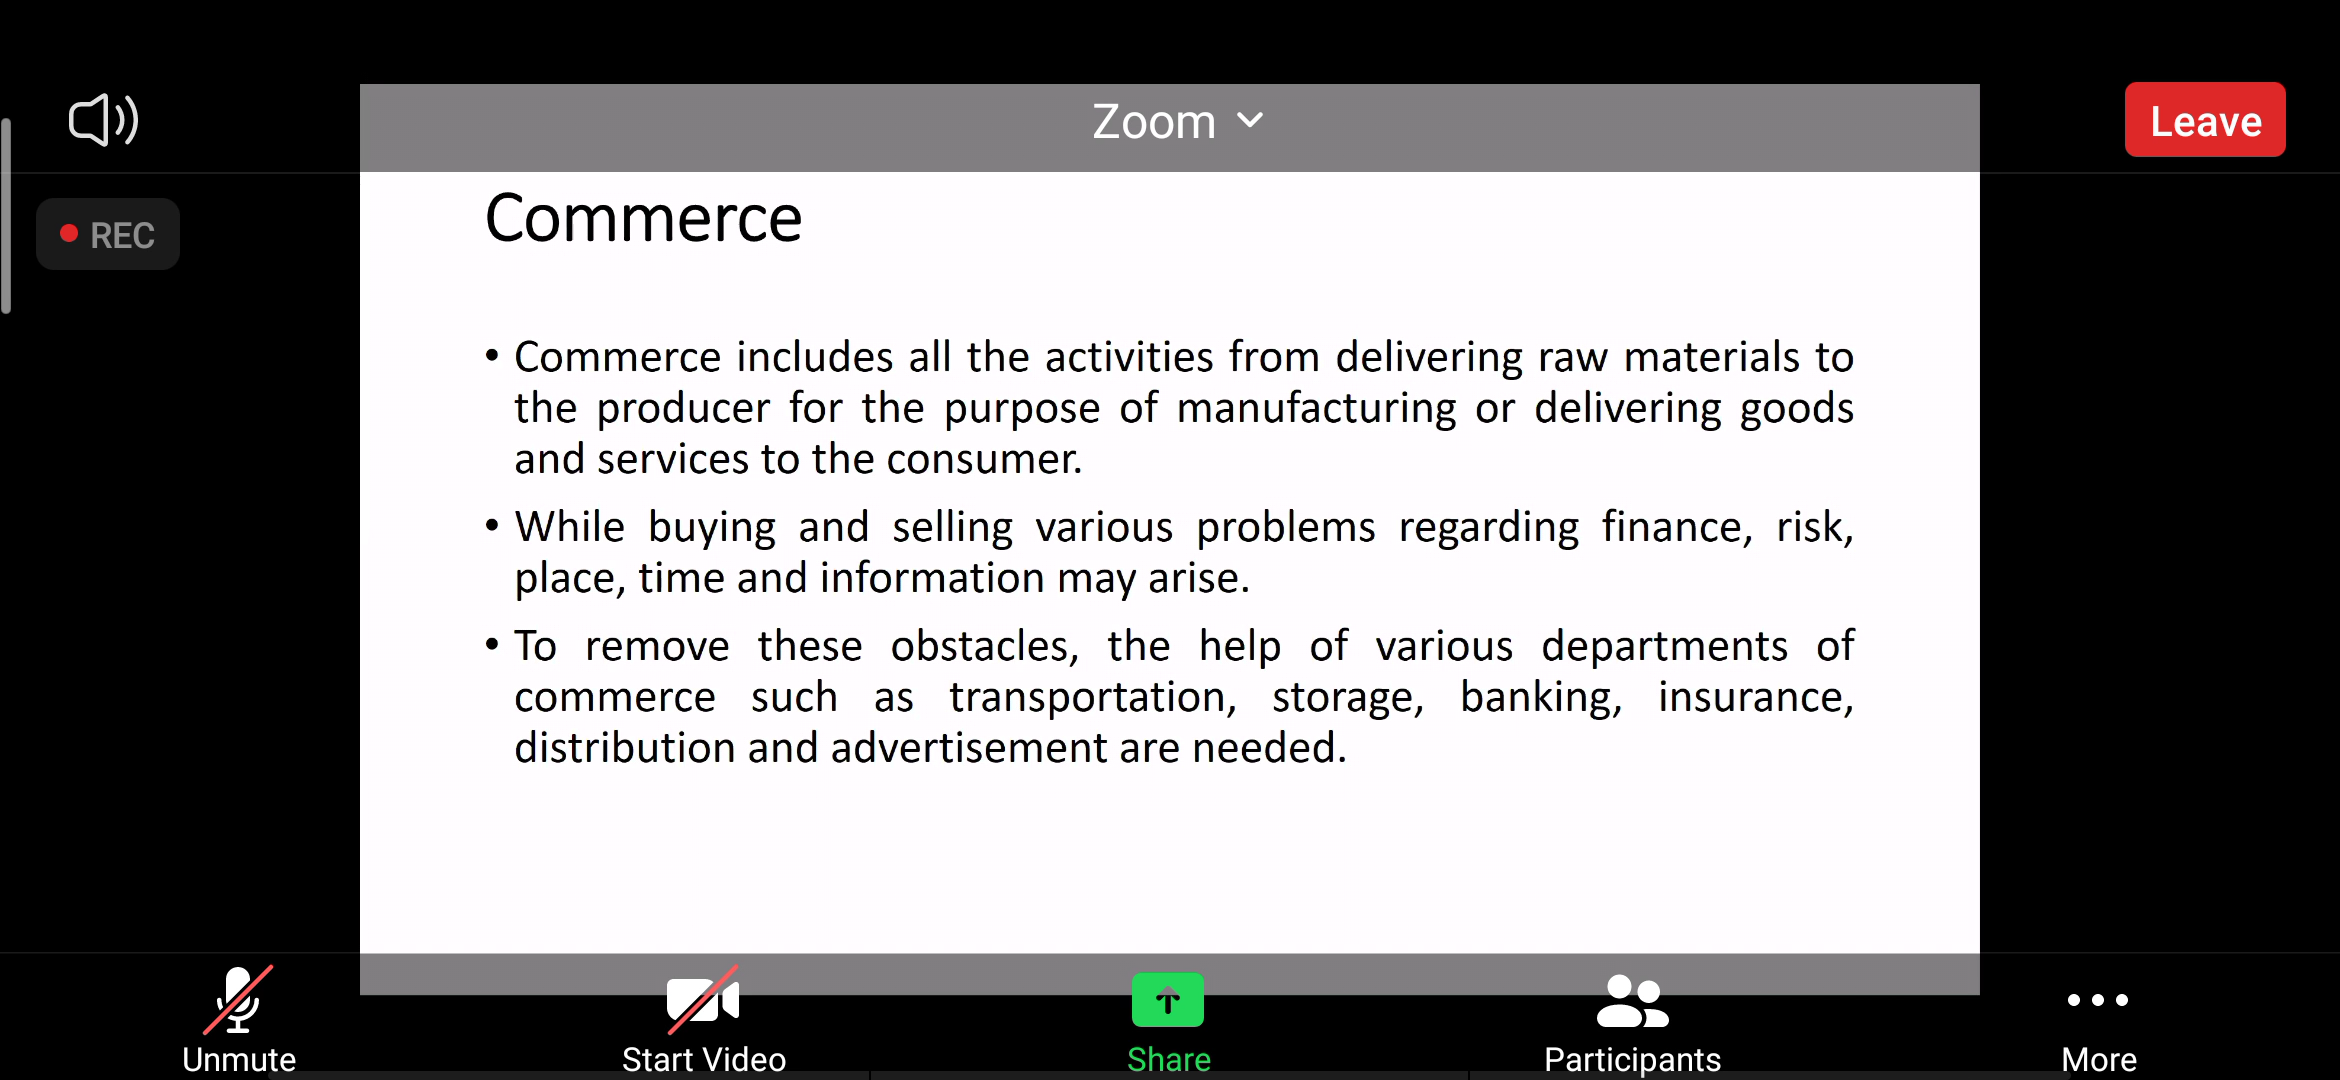 Zoom
Leave
REC
Commerce
• Commerce includes all the activities from delivering raw materials to
the producer for the purpose of manufacturing or delivering goods
and services to the consumer.
• While buying and selling various problems regarding finance, risk,
place, time and information may arise.
• To remove these obstacles, the help of various departments of
commerce such as transportation, storage, banking, insurance,
distribution and advertisement are needed.
Unmute
Start Video
Share
Participants
More